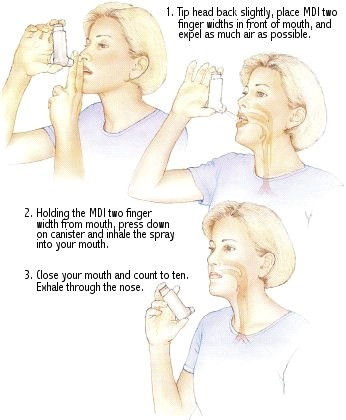 1. Tip head back slightly, place MDI two
finger widths in front of mouth, and
expel as much air as possible.
2. Holding the MDI two finger
width from mouth, press down
on canister and inhale the spray
into your mouth.
3. Close your mouth and count to ten.
Exhale through the nose.